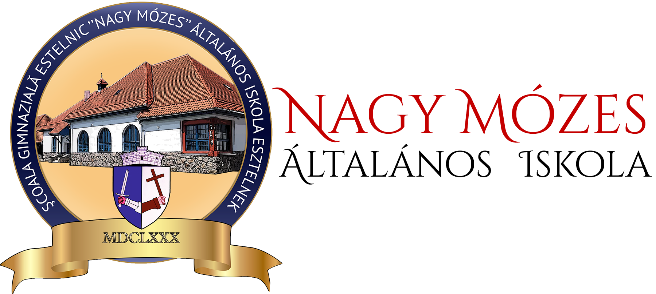 ŞCOALA GIMNAZIALĂ ESTELNIC "NAGY MÓZES" ÁLTALÁNOS ISKOLA ESZTELNEK
MDCLXXX
NAGY MÓZES
ÁLTALÁNOS ISKOLA